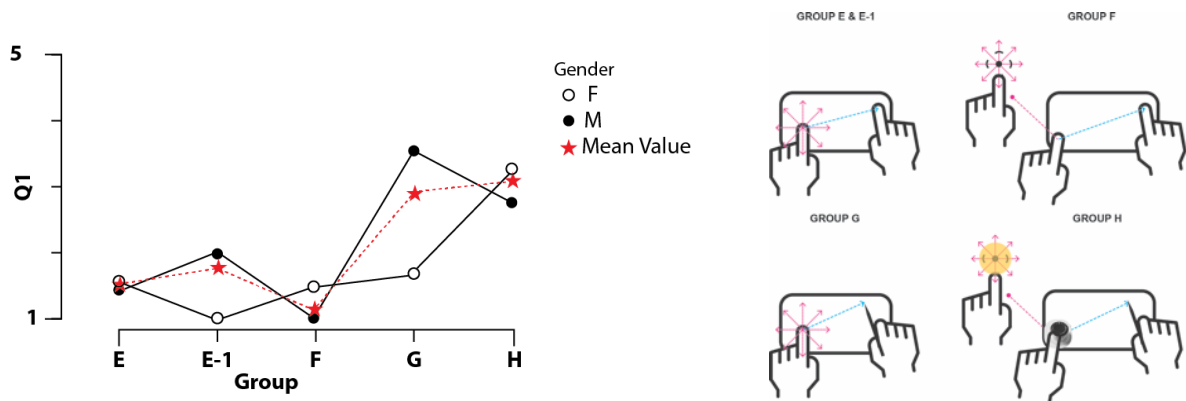 5
Q1
1
E E-1 F G H
Group
Gender
F
M
Mean Value
GROUP E & E-1
GROUP F
GROUP G
GROUP H